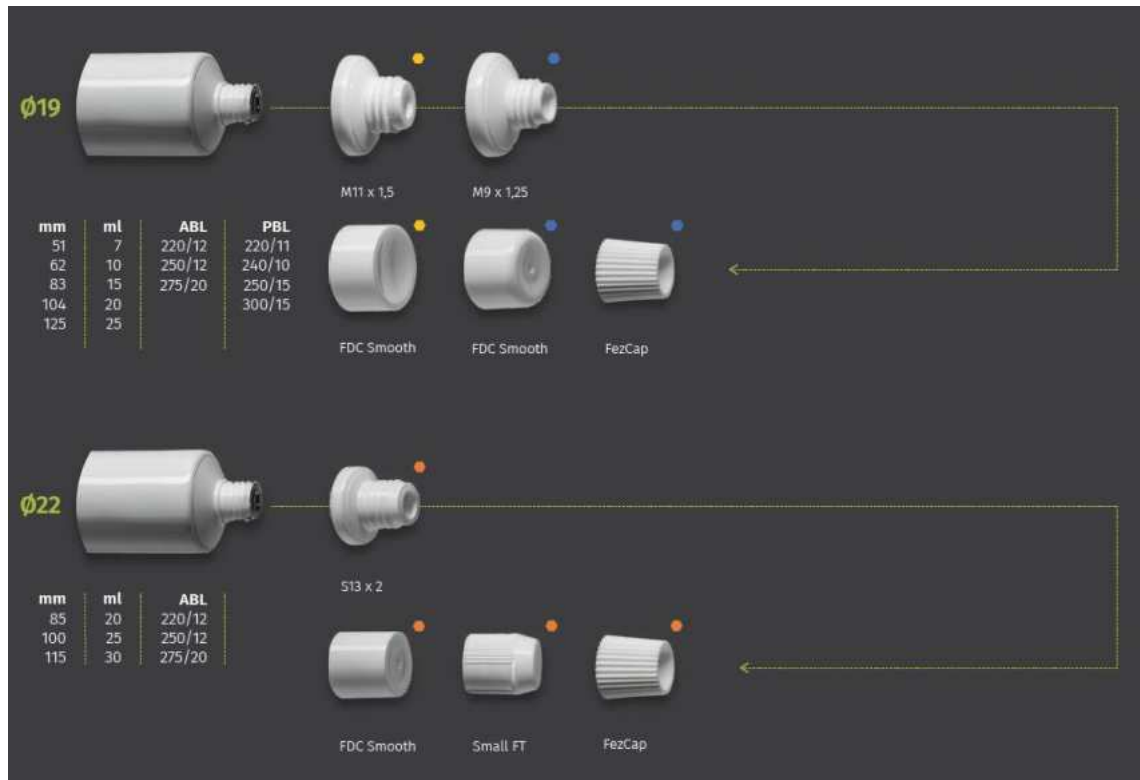 Ø19
M11 x 1,5
M9 x 1,25
mm ml ABL PBL
51 7 220/12 220/11
62 10 250/12 240/10
83 15 275/20 250/15
104 20 300/15
125 25
FDC Smooth
FDC Smooth
FezCap
Ø22
S13 x 2
mm ml ABL
85 20 220/12
100 25 250/12
115 30 275/20
FDC Smooth
Small FT
FezCap